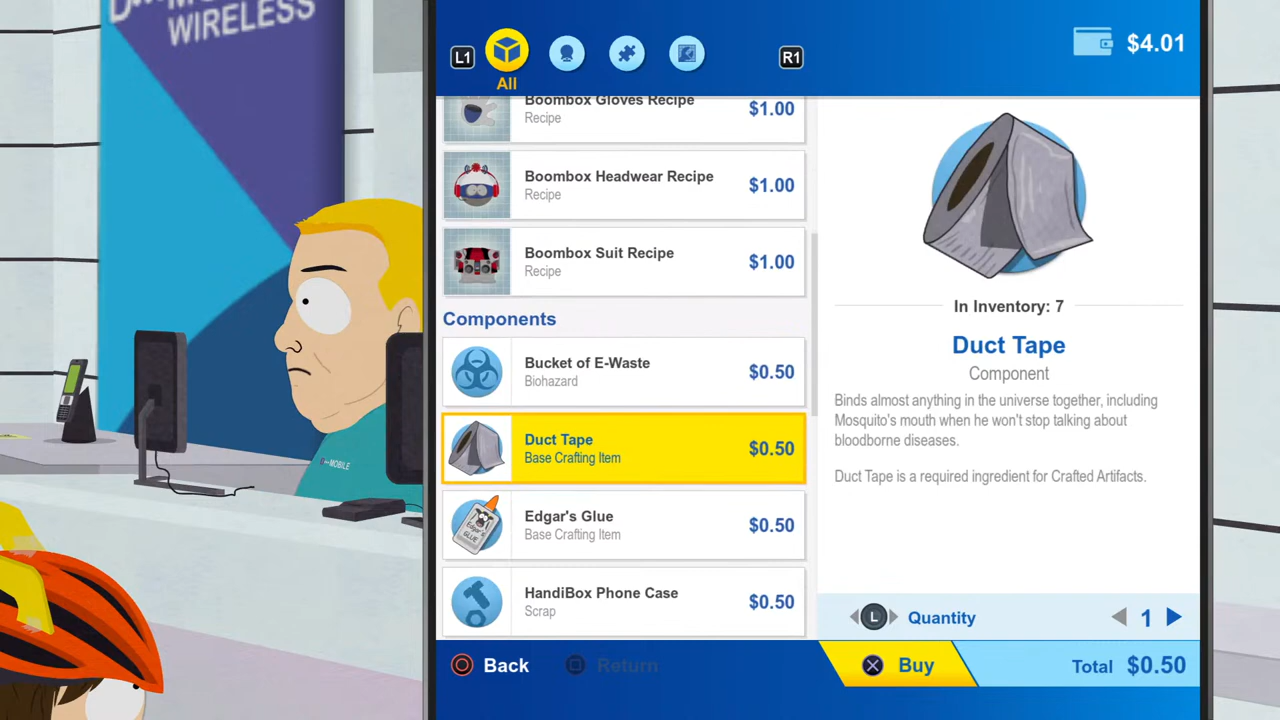 WIRELESS
L1
R1
$4.01
All
Boombox Gloves Recipe
Recipe
$1.00
Boombox Headwear Recipe
Recipe
$1.00
Boombox Suit Recipe
Recipe
$1.00
Components
Bucket of E-Waste
Biohazard
$0.50
Duct Tape
Base Crafting Item
$0.50
Edgar's Glue
Base Crafting Item
$0.50
HandiBox Phone Case
Scrap
$0.50
In Inventory: 7
Duct Tape
Component
Binds almost anything in the universe together, including
Mosquito's mouth when he won't stop talking about
bloodborne diseases.
Duct Tape is a required ingredient for Crafted Artifacts.
L Quantity 1
Back
Return
Buy
Total $0.50
MOBILE
Edgar's
GLUE